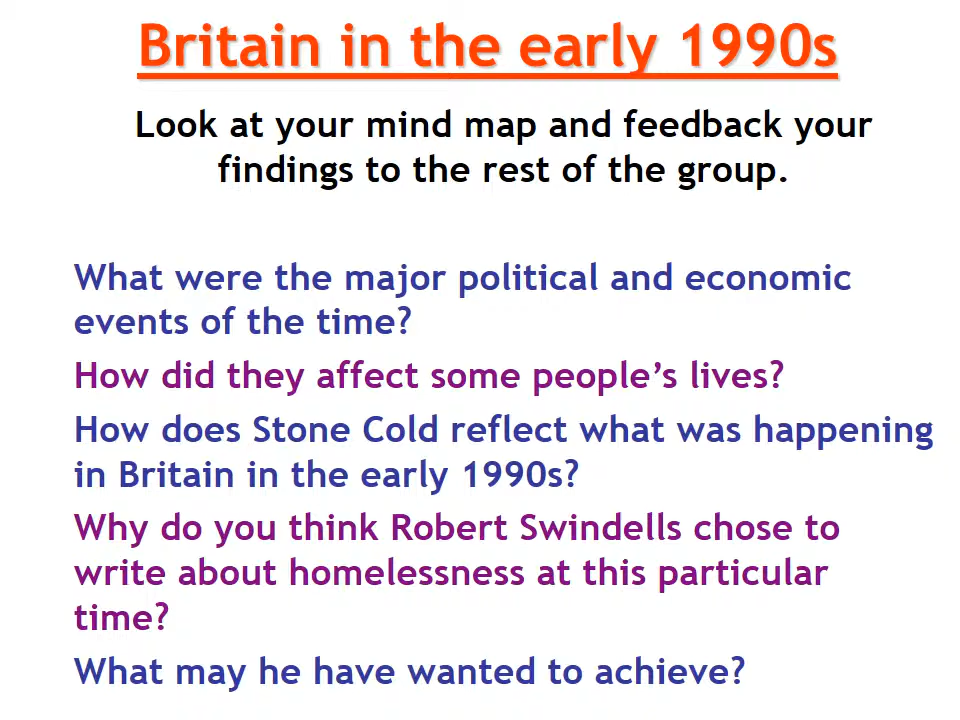 Britain in the early 1990s
Look at your mind map and feedback your
findings to the rest of the group.
What were the major political and economic
events of the time?
How did they affect some people's lives?
How does Stone Cold reflect what was happening
in Britain in the early 1990s?
Why do you think Robert Swindells chose to
write about homelessness at this particular
time?
What may he have wanted to achieve?